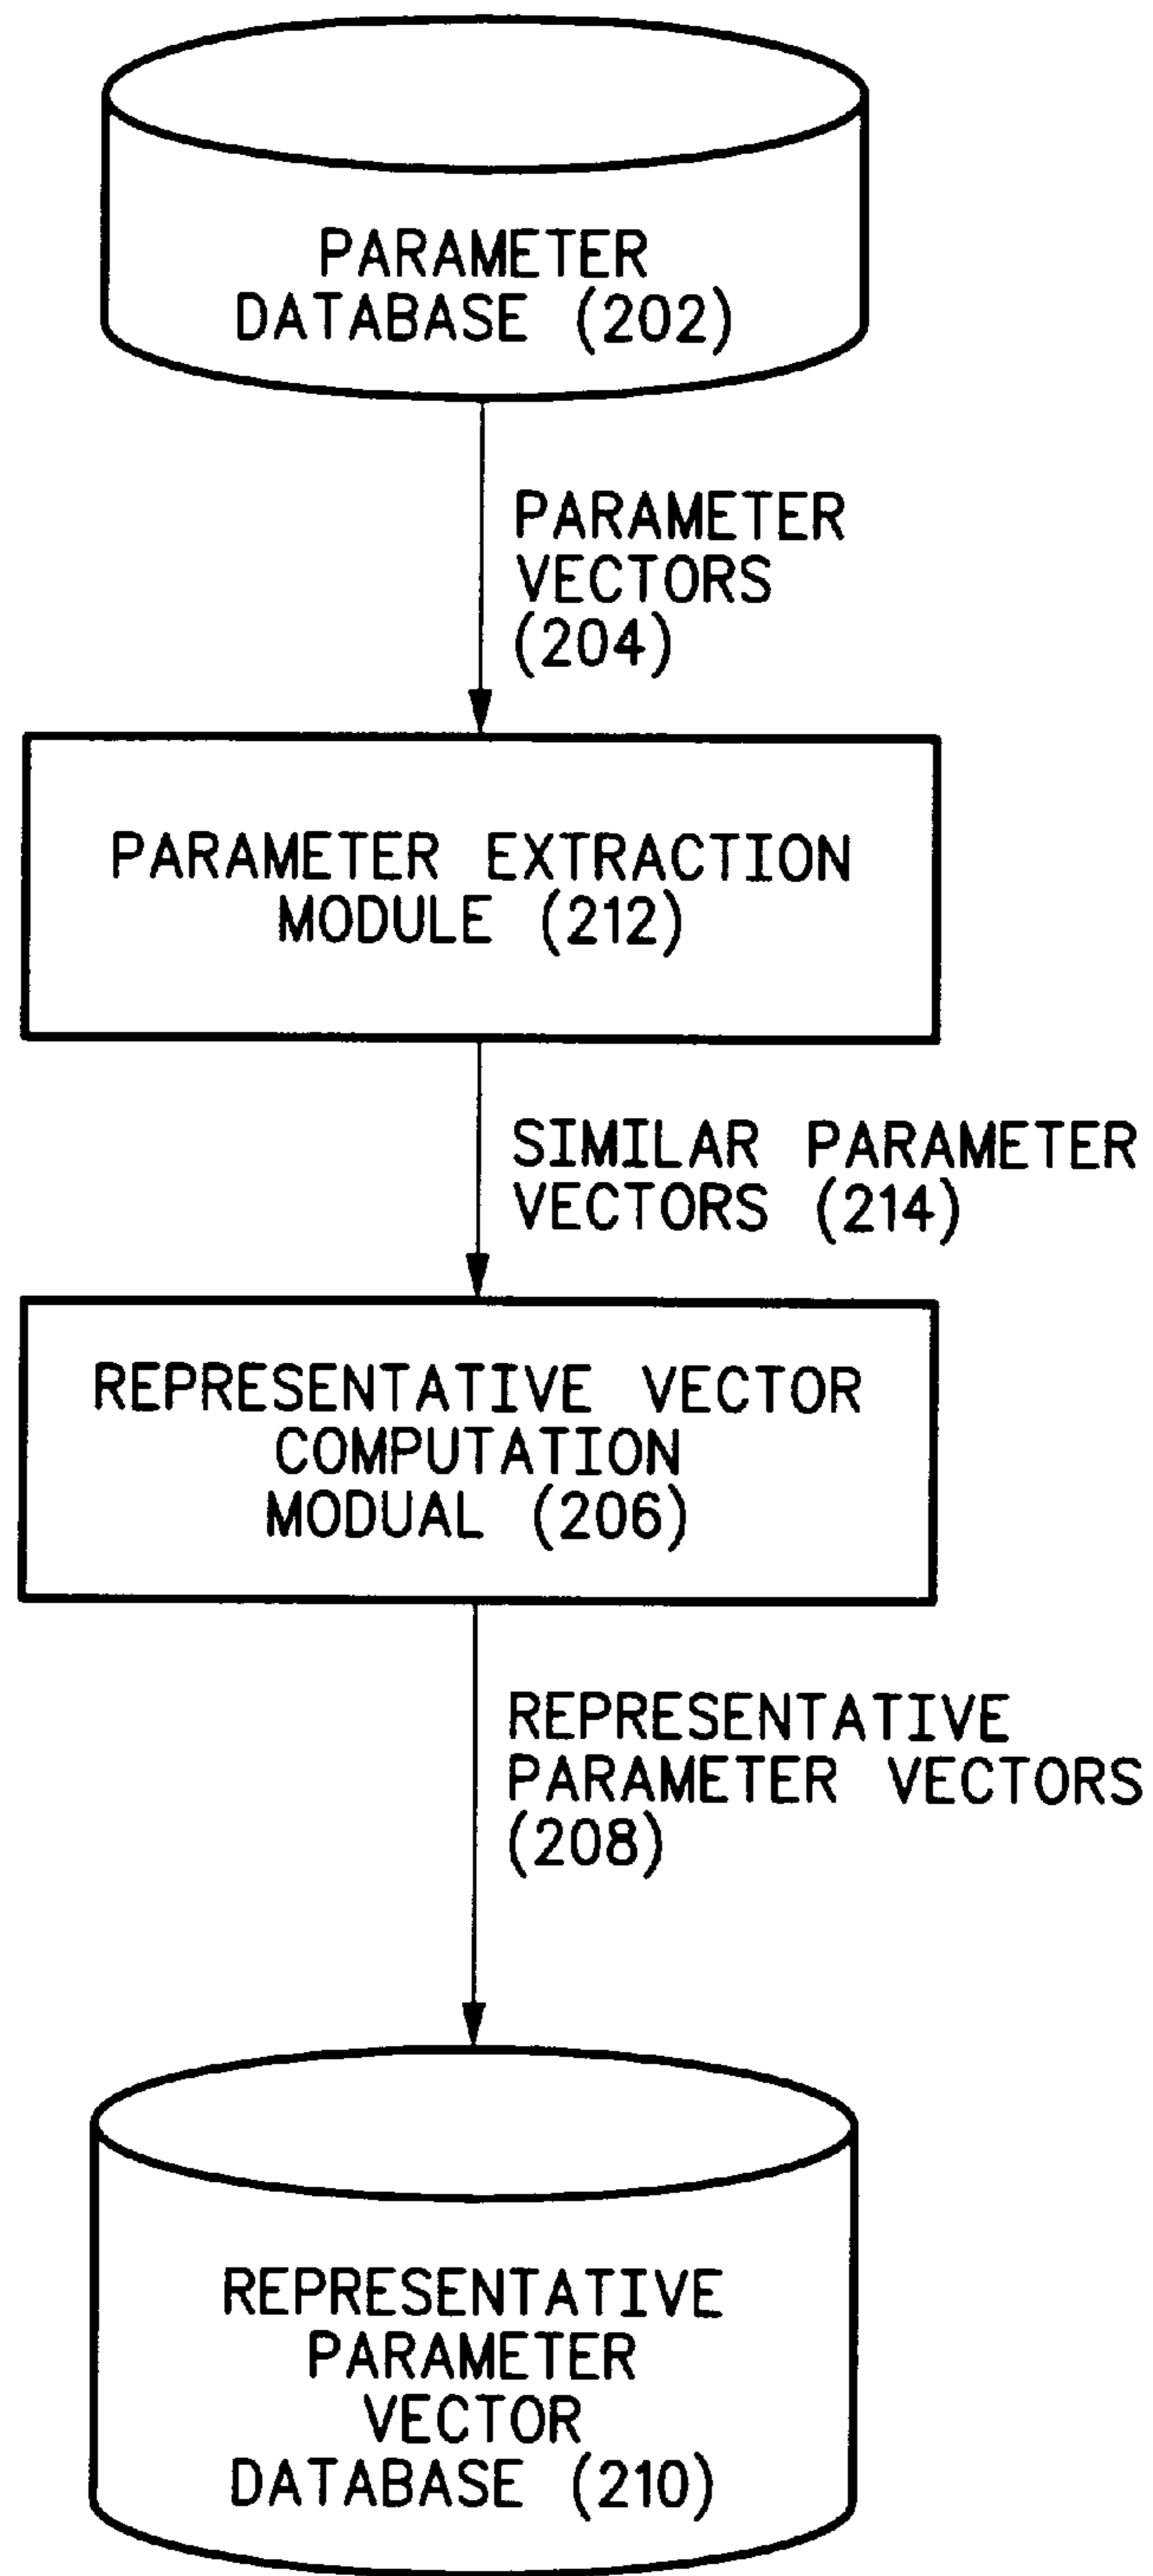 PARAMETER
DATABASE (202)
PARAMETER
VECTORS
(204)
PARAMETER EXTRACTION
MODULE (212)
SIMILAR PARAMETER
VECTORS (214)
REPRESENTATIVE VECTOR
COMPUTATION
MODUAL (206)
REPRESENTATIVE
PARAMETER VECTORS
(208)
REPRESENTATIVE
PARAMETER
VECTOR
DATABASE (210)